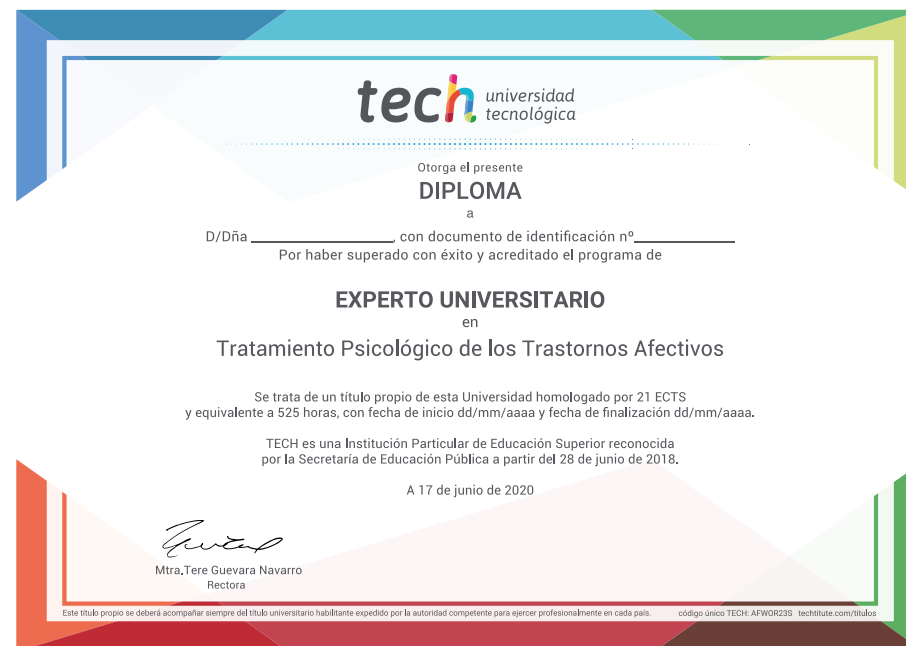 tech universidad
tecnológica
Otorga el presente
DIPLOMA
a
D/Dña ____________________, con documento de identificación nº______________
Por haber superado con éxito y acreditado el programa de
EXPERTO UNIVERSITARIO
en
Tratamiento Psicológico de los Trastornos Afectivos
Se trata de un título propio de esta Universidad homologado por 21 ECTS
y equivalente a 525 horas, con fecha de inicio dd/mm/aaaa y fecha de finalización dd/mm/aaaa.
TECH es una Institución Particular de Educación Superior reconocida
por la Secretaría de Educación Pública a partir del 28 de junio de 2018.
A 17 de junio de 2020
Mtra.Tere Guevara Navarro
Rectora
Este título propio se deberá acompañar siempre del título universitario habilitante expedido por la autoridad competente para ejercer profesionalmente en cada país. código único TECH: AFWOR23S techtitute.com/titulos